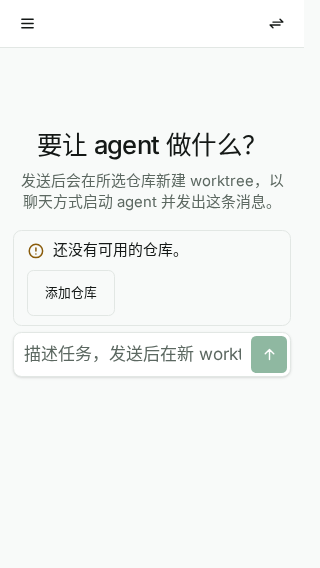 要让 agent 做什么？
发送后会在所选仓库新建 worktree，以
聊天方式启动 agent 并发出这条消息。
还没有可用的仓库。
添加仓库
描述任务，发送后在新 workt